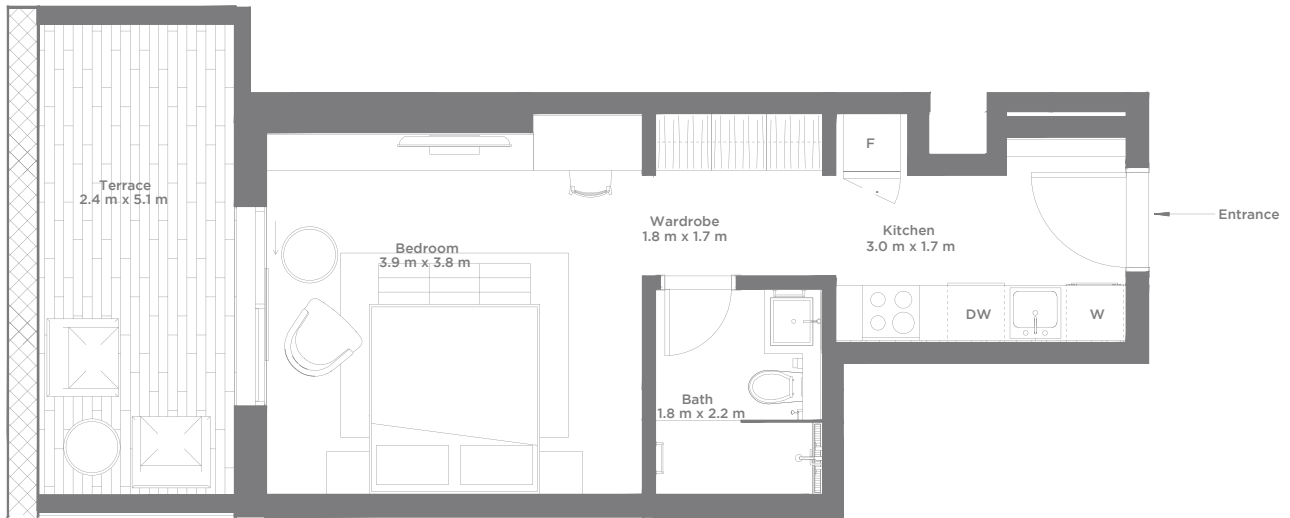 Terrace
2.4 m x 5.1 m
Bedroom
3.9 m x 3.8 m
Wardrobe
1.8 m x 1.7 m
F
Kitchen
3.0 m x 1.7 m
Entrance
DW
W
Bath
1.8 m x 2.2 m